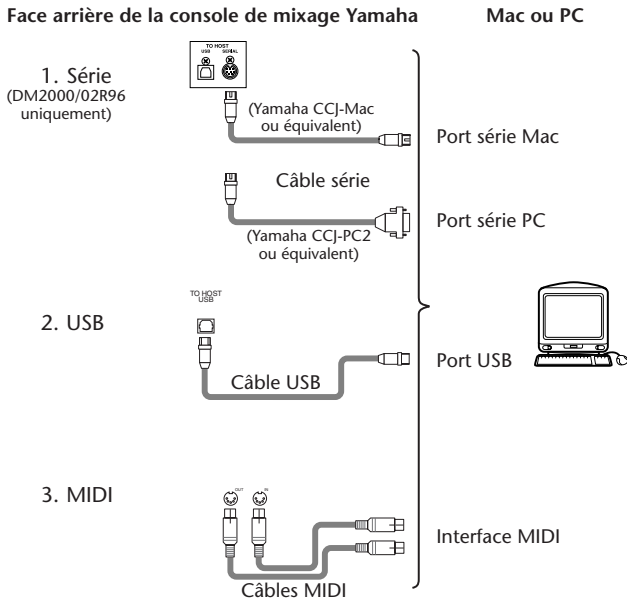 Face arrière de la console de mixage Yamaha
Mac ou PC
TO HOST
USB SERIAL
1. Série
(DM2000/02R96
uniquement)
(Yamaha CCJ-Mac
ou équivalent)
Port série Mac
Câble série
Port série PC
(Yamaha CCJ-PC2
ou équivalent)
TO HOST
USB
2. USB
Port USB
Câble USB
3. MIDI
OUT
IN
Interface MIDI
Câbles MIDI